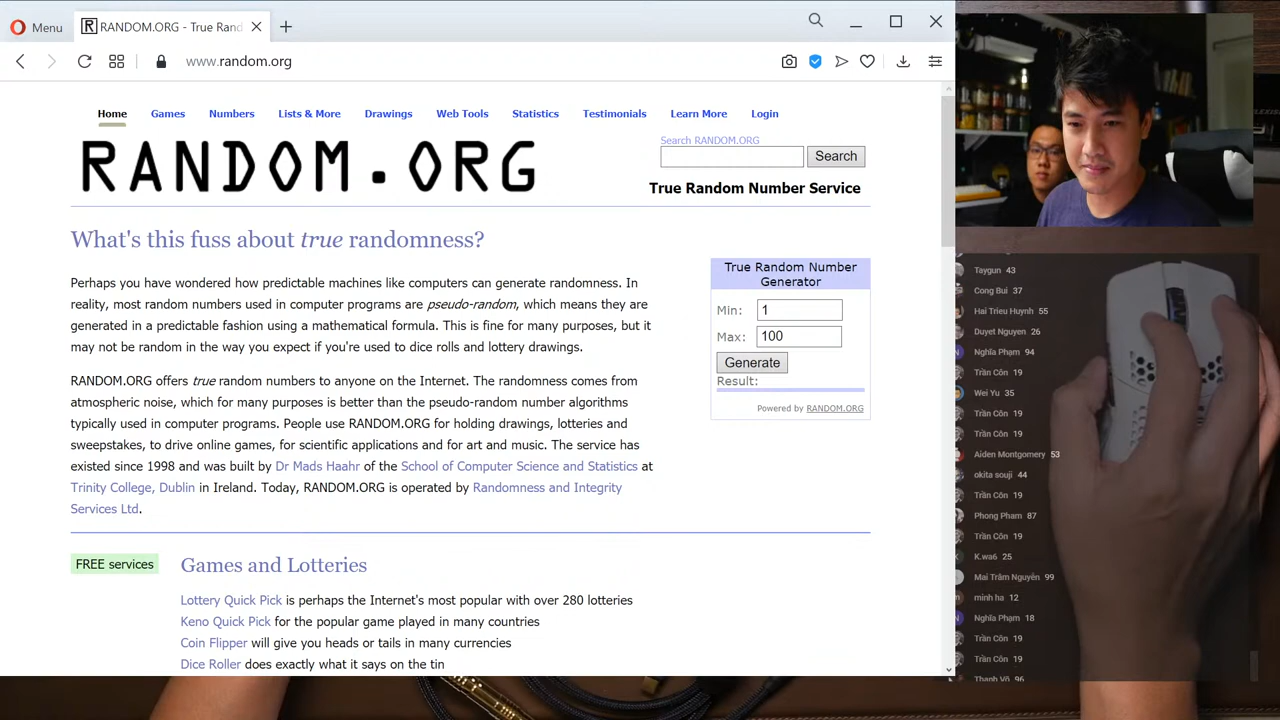 Menu
RANDOM.ORG - True Rand
www.random.org
Home Games Numbers Lists & More Drawings Web Tools Statistics Testimonials Learn More Login
RANDOM.ORG
Search RANDOM.ORG
Search
True Random Number Service
What's this fuss about true randomness?
Perhaps you have wondered how predictable machines like computers can generate randomness. In
reality, most random numbers used in computer programs are pseudo-random, which means they are
generated in a predictable fashion using a mathematical formula. This is fine for many purposes, but it
may not be random in the way you expect if you're used to dice rolls and lottery drawings.
RANDOM.ORG offers true random numbers to anyone on the Internet. The randomness comes from
atmospheric noise, which for many purposes is better than the pseudo-random number algorithms
typically used in computer programs. People use RANDOM.ORG for holding drawings, lotteries and
sweepstakes, to drive online games, for scientific applications and for art and music. The service has
existed since 1998 and was built by Dr Mads Haahr of the School of Computer Science and Statistics at
Trinity College, Dublin in Ireland. Today, RANDOM.ORG is operated by Randomness and Integrity
Services Ltd.
True Random Number
Generator
Min: 1
Max: 100
Generate
Result:
Powered by RANDOM.ORG
FREE services
Games and Lotteries
Lottery Quick Pick is perhaps the Internet's most popular with over 280 lotteries
Keno Quick Pick for the popular game played in many countries
Coin Flipper will give you heads or tails in many currencies
Dice Roller does exactly what it says on the tin
Taygun 43
Cong Bui 37
Hai Trieu Huynh 55
Duyet Nguyen 26
N Nghĩa Phạm 94
Trần Côn 19
Wei Yu 35
Trần Côn 19
Trần Côn 19
Aiden Montgomery 53
okita souji 44
Trần Côn 19
Phong Pham 87
Trần Côn 19
K K.wa6 25
Mai Trâm Nguyễn 99
minh ha 12
N Nghĩa Phạm 18
Trần Côn 19
Trần Côn 19
Thanh Võ 96